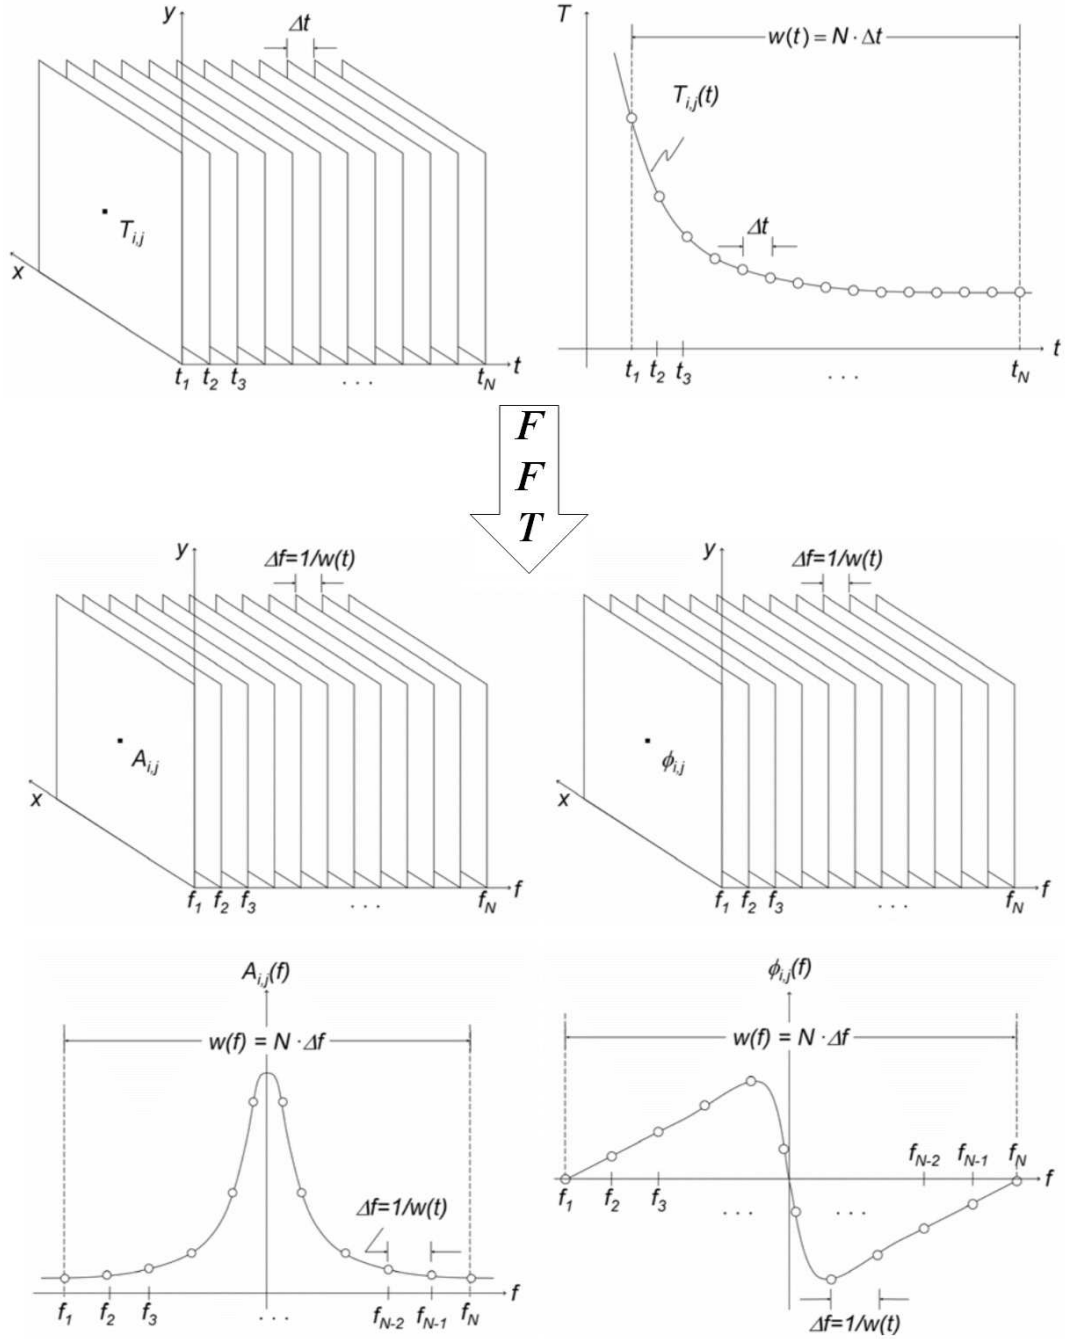 y
Δt
T_{i,j}
x
t
t_1 t_2 t_3 . . . t_N
T
w(t) = N · Δt
T_{i,j}(t)
Δt
t
t_1 t_2 t_3 . . . t_N
F
F
T
y
Δf=1/w(t)
A_{i,j}
x
f
f_1 f_2 f_3 . . . f_N
y
Δf=1/w(t)
ϕ_{i,j}
x
f
f_1 f_2 f_3 . . . f_N
A_{i,j}(f)
w(f) = N · Δf
Δf=1/w(t)
f
f_1 f_2 f_3 . . . f_{N-2} f_{N-1} f_N
ϕ_{i,j}(f)
w(f) = N · Δf
f_{N-2} f_{N-1} f_N
f
f_1 f_2 f_3 . . . . . .
Δf=1/w(t)